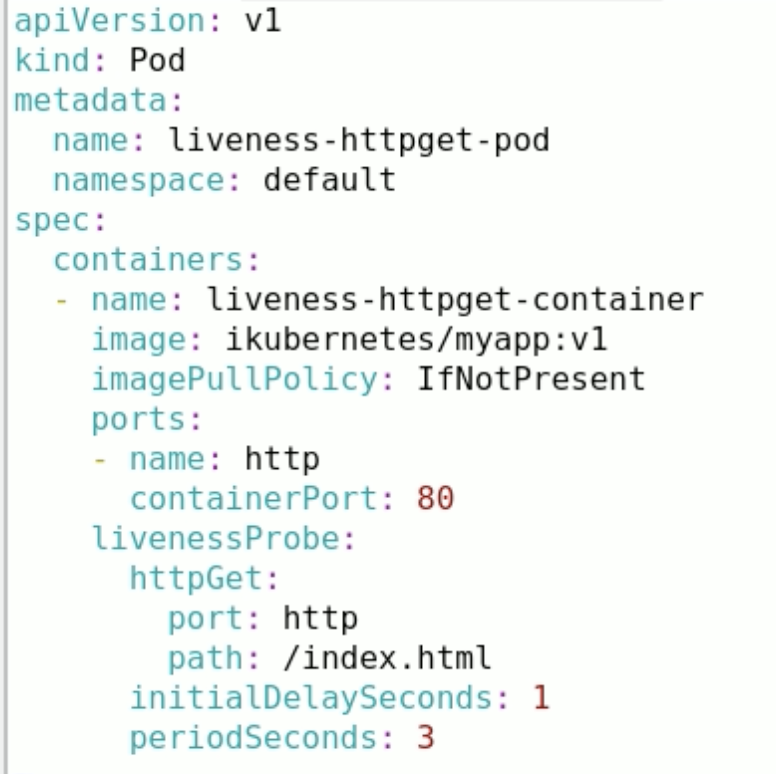 apiVersion: v1
kind: Pod
metadata:
  name: liveness-httpget-pod
  namespace: default
spec:
  containers:
  - name: liveness-httpget-container
    image: ikubernetes/myapp:v1
    imagePullPolicy: IfNotPresent
    ports:
    - name: http
      containerPort: 80
    livenessProbe:
      httpGet:
        port: http
        path: /index.html
      initialDelaySeconds: 1
      periodSeconds: 3